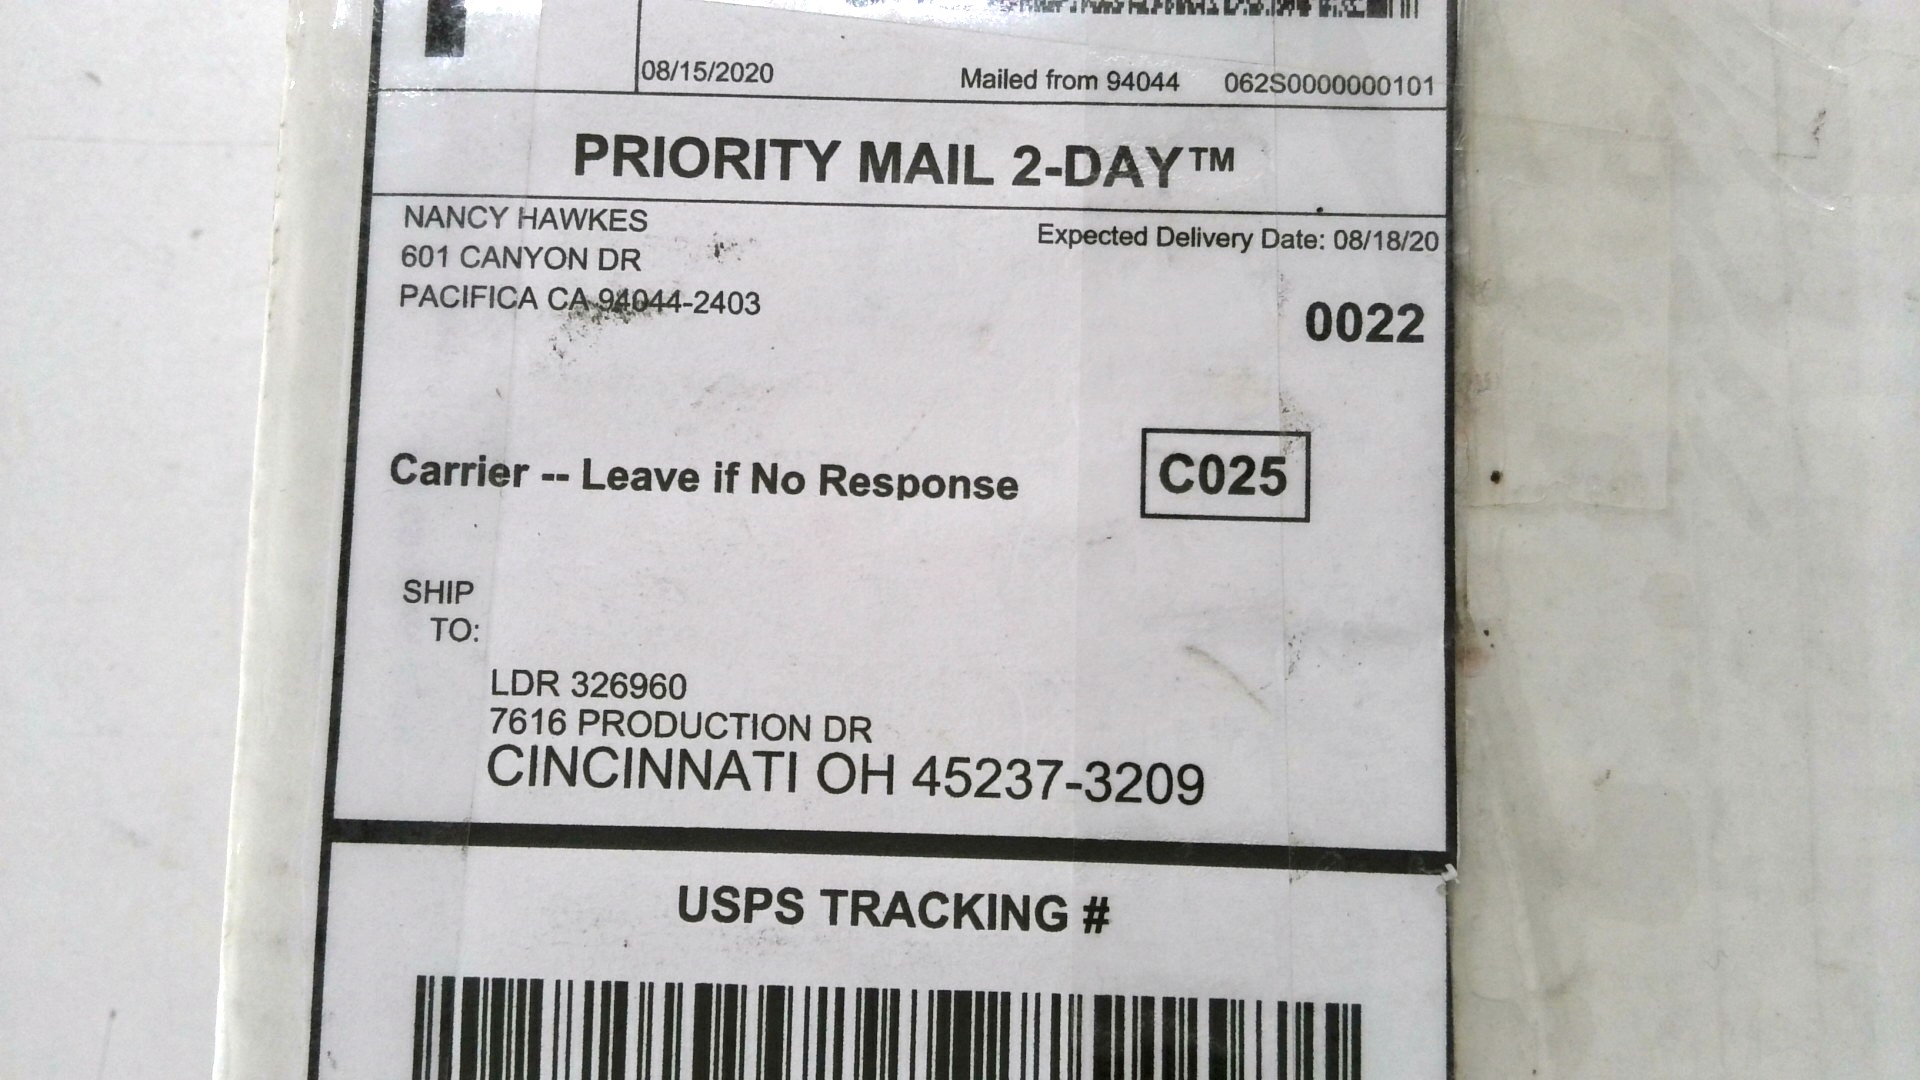 08/15/2020 Mailed from 94044 062S0000000101
PRIORITY MAIL 2-DAY™
NANCY HAWKES
601 CANYON DR
PACIFICA CA 94044-2403
Expected Delivery Date: 08/18/20
0022
Carrier -- Leave if No Response
C025
SHIP
TO:
LDR 326960
7616 PRODUCTION DR
CINCINNATI OH 45237-3209
USPS TRACKING #